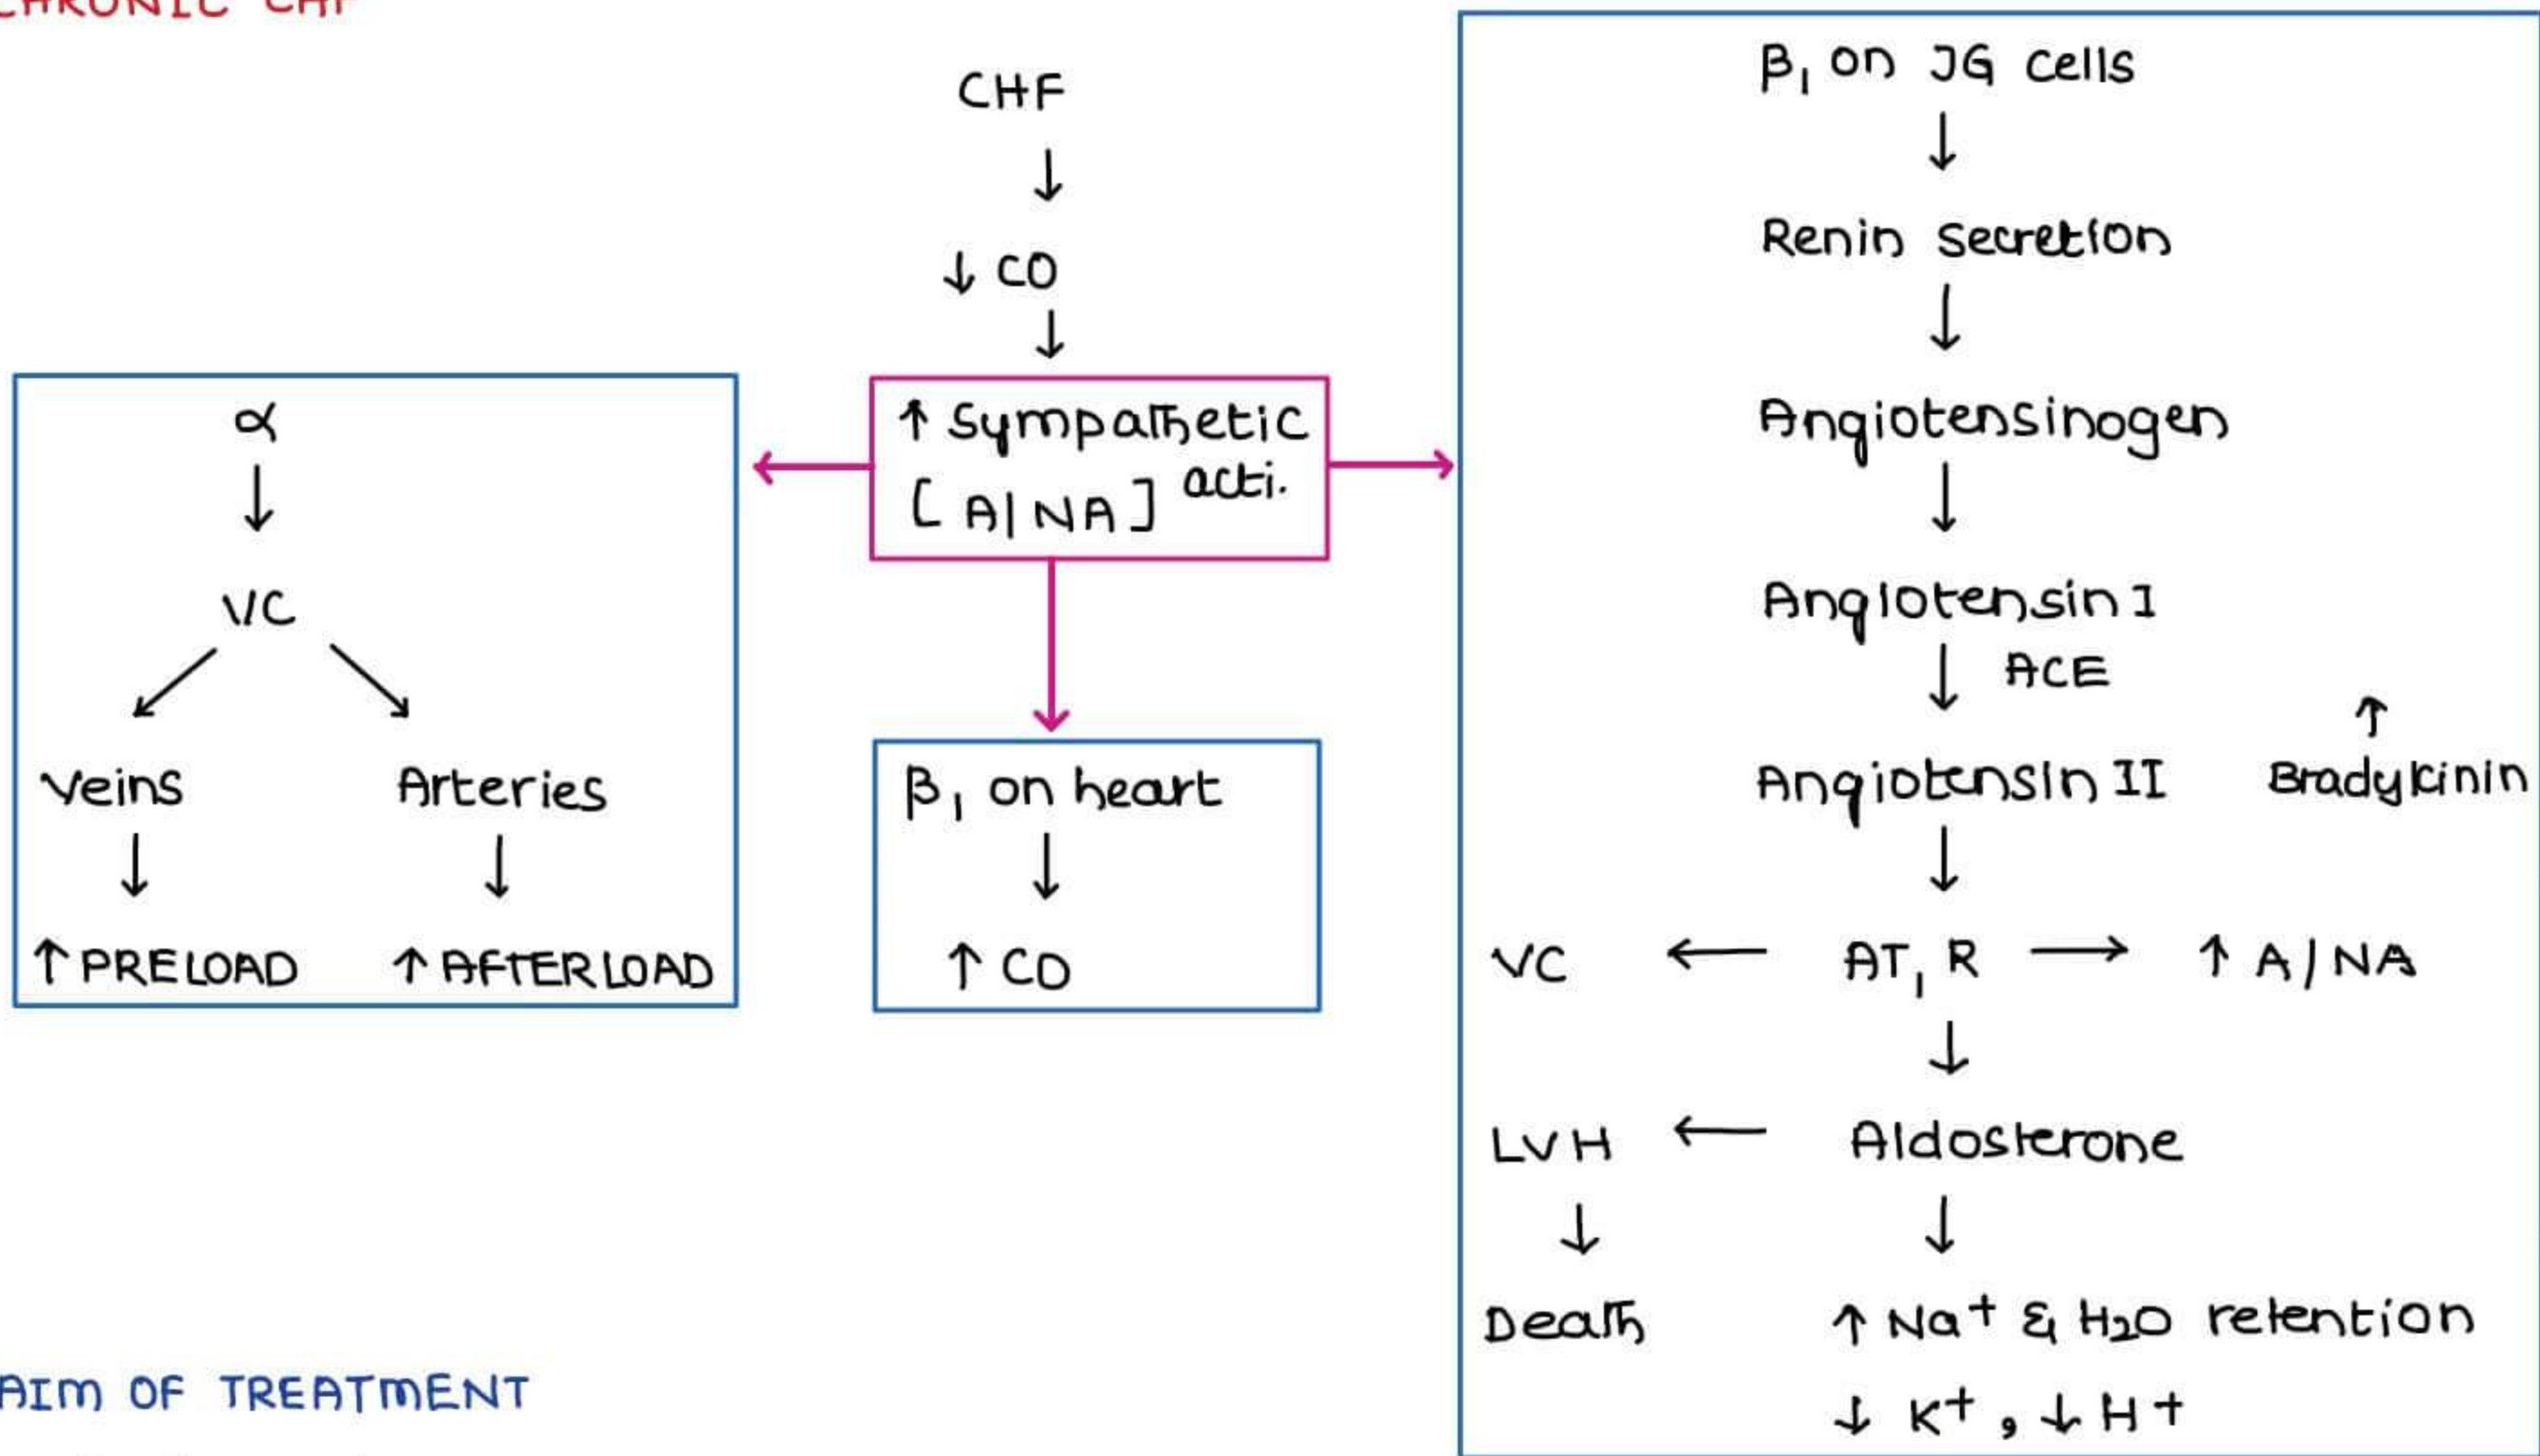 CHRONIC CHF
CHF
↓
↓ CO
↓
↑ Sympathetic acti.
[A/NA]
α
↓
VC
Veins
↓
↑ PRELOAD
Arteries
↓
↑ AFTERLOAD
β₁ on heart
↓
↑ CO
β₁ on JG cells
↓
Renin secretion
↓
Angiotensinogen
↓
Angiotensin I
↓ ACE
Angiotensin II
↑
Bradykinin
↓
VC ← AT₁ R → ↑ A/NA
↓
LVH ← Aldosterone
↓ ↓
Death ↑ Na⁺ & H₂O retention
↓ K⁺, ↓ H⁺
AIM OF TREATMENT